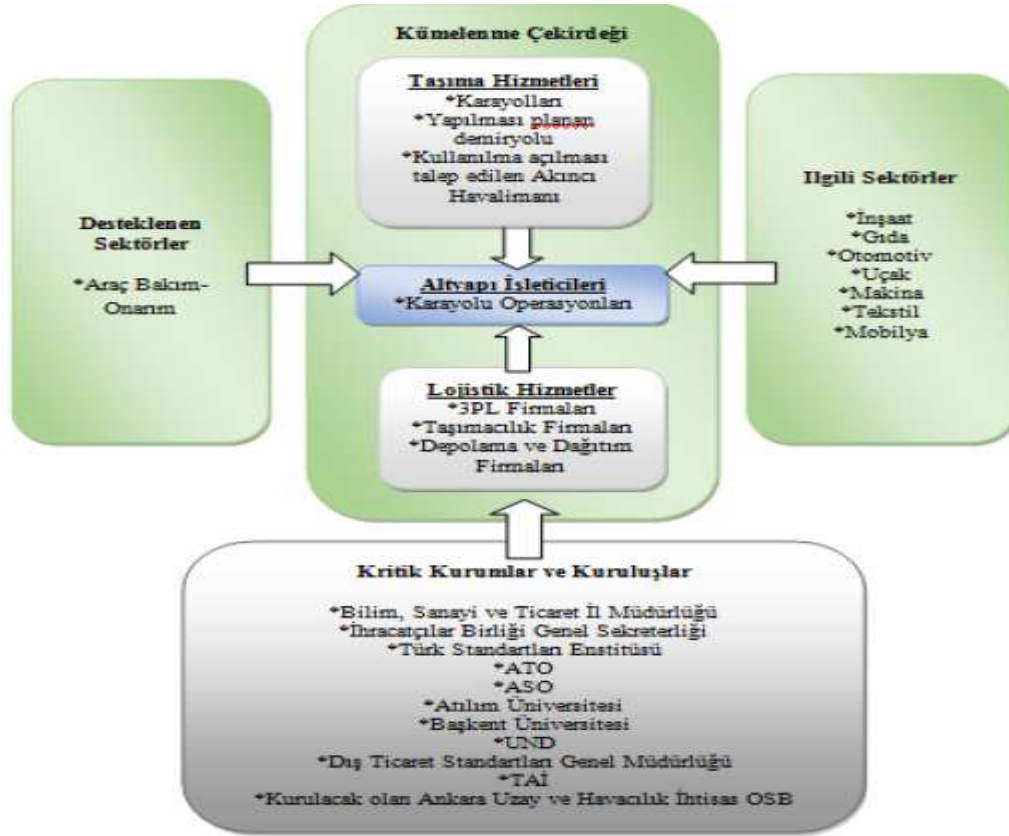 Kümelenme Çekirdeği
Taşıma Hizmetleri
*Karayolları
*Yapılması planan
demiryolu
*Kullanılma açılması
talep edilen Akıncı
Havalimanı
Desteklenen
Sektörler
*Araç Bakım-
Onarım
Altyapı İşleticileri
*Karayolu Operasyonları
Ilgili Sektörler
*İnşaat
*Gıda
*Otomotiv
*Uçak
*Makina
*Tekstil
*Mobilya
Lojistik Hizmetler
*3PL Firmaları
*Taşımacılık Firmaları
*Depolama ve Dağıtım
Firmaları
Kritik Kurumlar ve Kuruluşlar
*Bilim, Sanayi ve Ticaret İl Müdürlüğü
*İhracatçılar Birliği Genel Sekreterliği
*Türk Standartları Enstitüsü
*ATO
*ASO
*Atılım Üniversitesi
*Başkent Üniversitesi
*UND
*Dış Ticaret Standartları Genel Müdürlüğü
*TAİ
*Kurulacak olan Ankara Uzay ve Havacılık İhtisas OSB